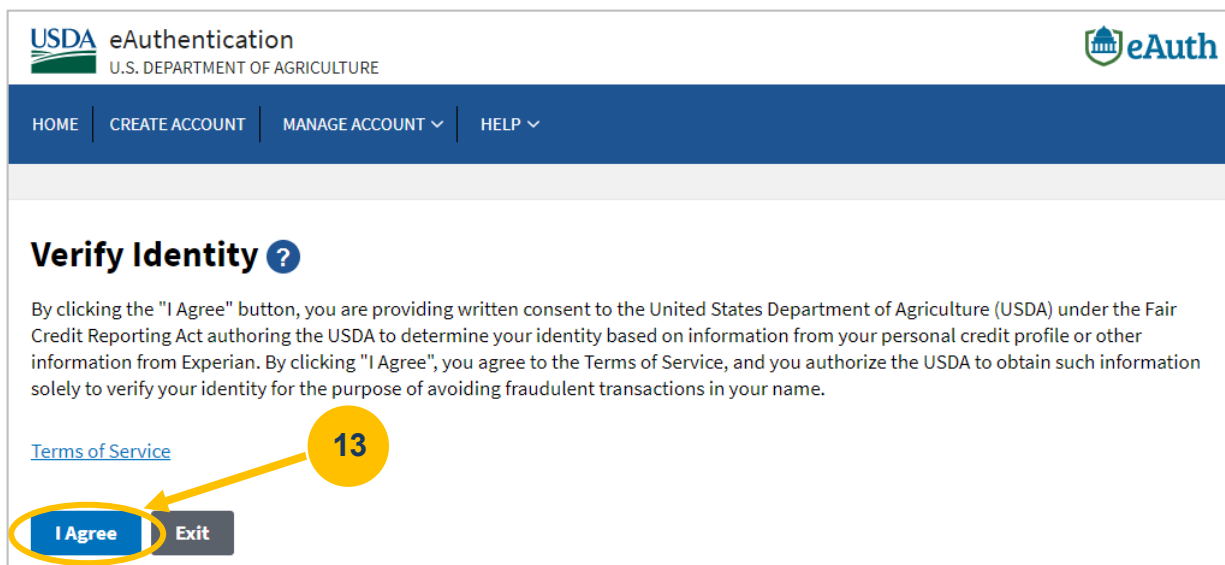 USDA eAuthentication
U.S. DEPARTMENT OF AGRICULTURE
eAuth
HOME CREATE ACCOUNT MANAGE ACCOUNT HELP
Verify Identity ?
By clicking the "I Agree" button, you are providing written consent to the United States Department of Agriculture (USDA) under the Fair
Credit Reporting Act authoring the USDA to determine your identity based on information from your personal credit profile or other
information from Experian. By clicking "I Agree", you agree to the Terms of Service, and you authorize the USDA to obtain such information
solely to verify your identity for the purpose of avoiding fraudulent transactions in your name.
Terms of Service
13
I Agree Exit